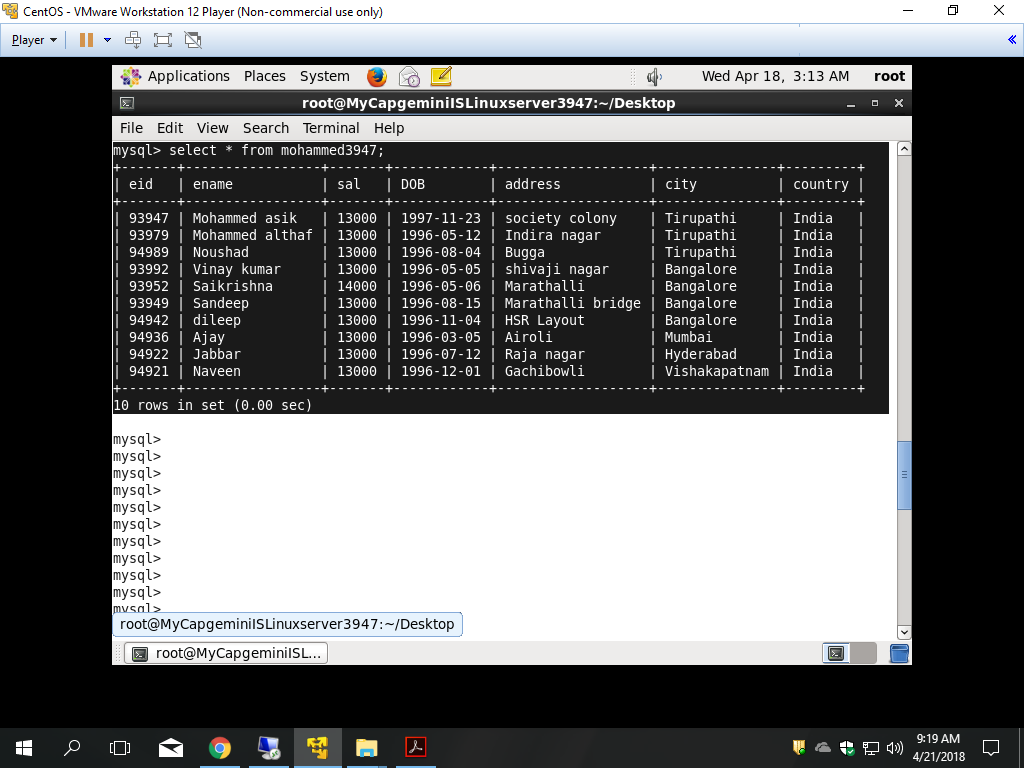 CentOS - VMware Workstation 12 Player (Non-commercial use only)
Player
Applications Places System Wed Apr 18, 3:13 AM root
root@MyCapgeminiISLinuxserver3947:~/Desktop
File Edit View Search Terminal Help
mysql> select * from mohammed3947;
+-------+-----------------+-------+------------+-------------------+---------------+---------+
| eid   | ename           | sal   | DOB        | address           | city          | country |
+-------+-----------------+-------+------------+-------------------+---------------+---------+
| 93947 | Mohammed asik   | 13000 | 1997-11-23 | society colony    | Tirupathi     | India   |
| 93979 | Mohammed althaf | 13000 | 1996-05-12 | Indira nagar      | Tirupathi     | India   |
| 94989 | Noushad         | 13000 | 1996-08-04 | Bugga             | Tirupathi     | India   |
| 93992 | Vinay kumar     | 13000 | 1996-05-05 | shivaji nagar     | Bangalore     | India   |
| 93952 | Saikrishna      | 14000 | 1996-05-06 | Marathalli        | Bangalore     | India   |
| 93949 | Sandeep         | 13000 | 1996-08-15 | Marathalli bridge | Bangalore     | India   |
| 94942 | dileep          | 13000 | 1996-11-04 | HSR Layout        | Bangalore     | India   |
| 94936 | Ajay            | 13000 | 1996-03-05 | Airoli            | Mumbai        | India   |
| 94922 | Jabbar          | 13000 | 1996-07-12 | Raja nagar        | Hyderabad     | India   |
| 94921 | Naveen          | 13000 | 1996-12-01 | Gachibowli        | Vishakapatnam | India   |
+-------+-----------------+-------+------------+-------------------+---------------+---------+
10 rows in set (0.00 sec)
mysql>
mysql>
mysql>
mysql>
mysql>
mysql>
mysql>
mysql>
mysql>
mysql>
mysql>
root@MyCapgeminiISLinuxserver3947:~/Desktop
root@MyCapgeminiISL...
9:19 AM
4/21/2018